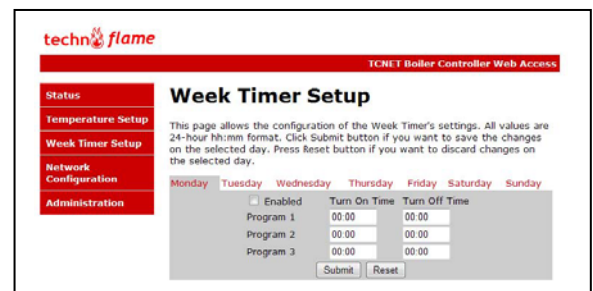 techno flame
TCNET Boiler Controller Web Access
Status
Temperature Setup
Week Timer Setup
Network
Configuration
Administration
Week Timer Setup
This page allows the configuration of the Week Timer's settings. All values are
24-hour hh:mm format. Click Submit button if you want to save the changes
on the selected day. Press Reset button if you want to discard changes on
the selected day.
Monday Tuesday Wednesday Thursday Friday Saturday Sunday
Enabled Turn On Time Turn Off Time
Program 1 00:00 00:00
Program 2 00:00 00:00
Program 3 00:00 00:00
Submit Reset